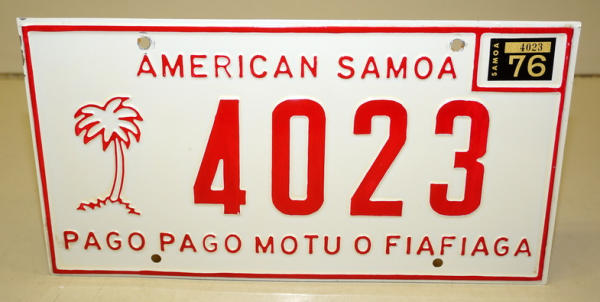 AMERICAN SAMOA
SAMOA
4023
76
4023
PAGO PAGO MOTU O FIAFIAGA